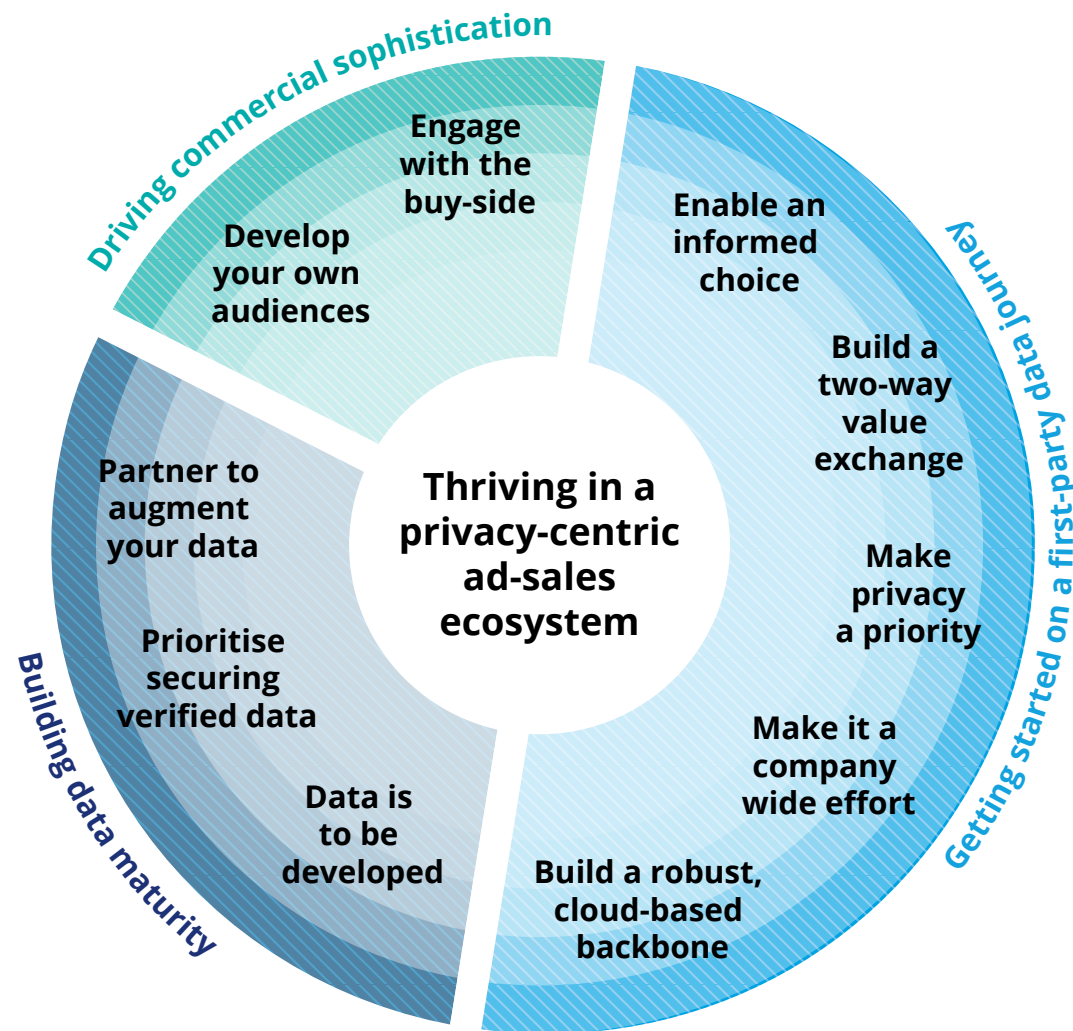 Driving commercial sophistication
Engage
with the
buy-side
Develop
your own
audiences
Getting started on a first-party data journey
Enable an
informed
choice
Build a
two-way
value
exchange
Make
privacy
a priority
Make it a
company
wide effort
Build a robust,
cloud-based
backbone
Building data maturity
Partner to
augment
your data
Prioritise
securing
verified data
Data is
to be
developed
Thriving in a
privacy-centric
ad-sales
ecosystem